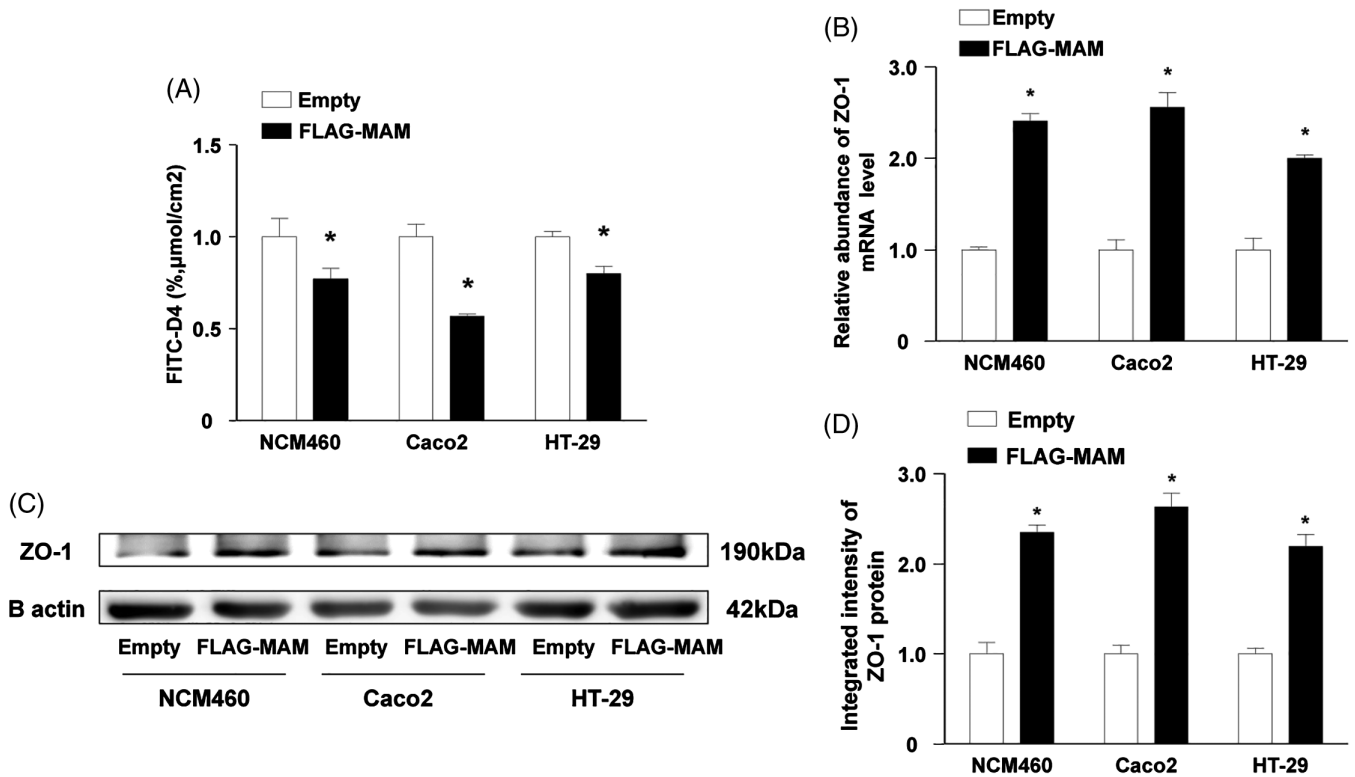 (A)
Empty
FLAG-MAM
FITC-D4 (%,µmol/cm2)
1.5
1.0
0.5
0
*
*
*
NCM460 Caco2 HT-29
(B)
Empty
FLAG-MAM
Relative abundance of ZO-1
mRNA level
3.0
2.0
1.0
0
*
*
*
NCM460 Caco2 HT-29
(C)
ZO-1 190kDa
B actin 42kDa
Empty FLAG-MAM Empty FLAG-MAM Empty FLAG-MAM
NCM460 Caco2 HT-29
(D)
Empty
FLAG-MAM
Integrated intensity of
ZO-1 protein
3.0
2.0
1.0
0
*
*
*
NCM460 Caco2 HT-29